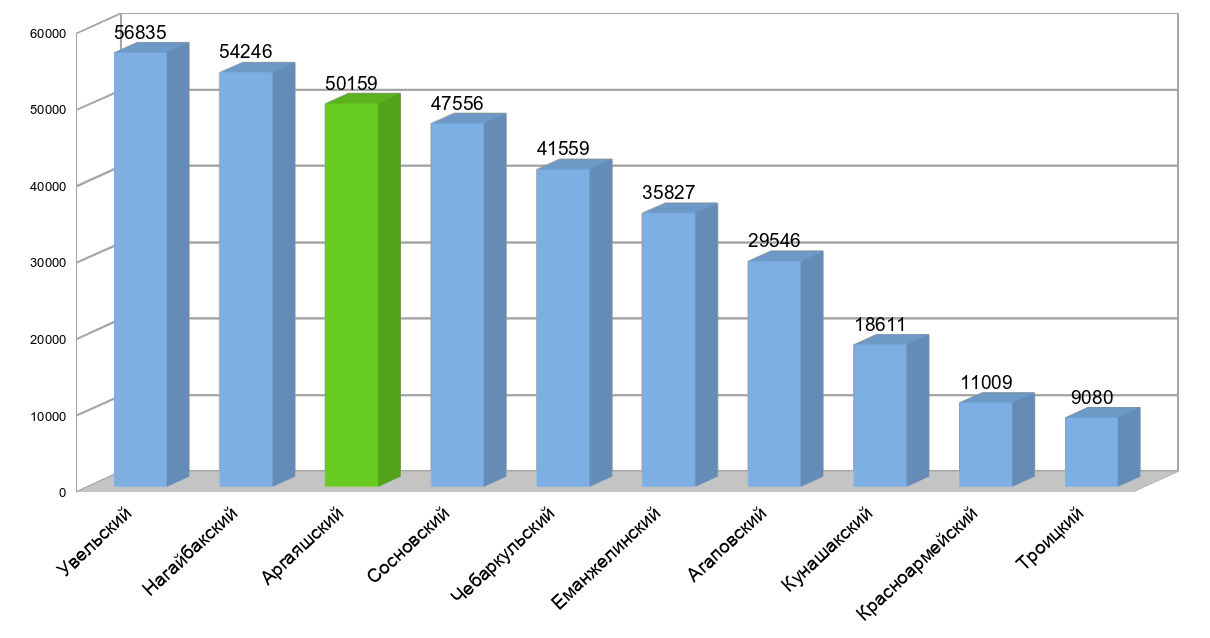 60000
50000
40000
30000
20000
10000
0
56835
54246
50159
47556
41559
35827
29546
18611
11009
9080
Увельский
Нагайбакский
Аргаяшский
Сосновский
Чебаркульский
Еманжелинский
Агаповский
Кунашакский
Красноармейский
Троицкий